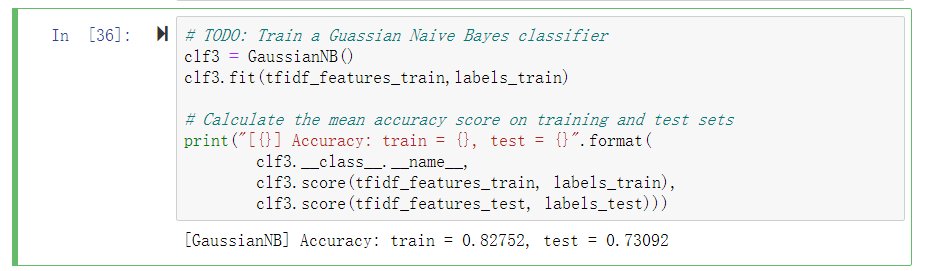 In [36]:
# TODO: Train a Guassian Naive Bayes classifier
clf3 = GaussianNB()
clf3.fit(tfidf_features_train,labels_train)
# Calculate the mean accuracy score on training and test sets
print("[{}] Accuracy: train = {}, test = {}".format(
        clf3.__class__.__name__,
        clf3.score(tfidf_features_train, labels_train),
        clf3.score(tfidf_features_test, labels_test)))
[GaussianNB] Accuracy: train = 0.82752, test = 0.73092